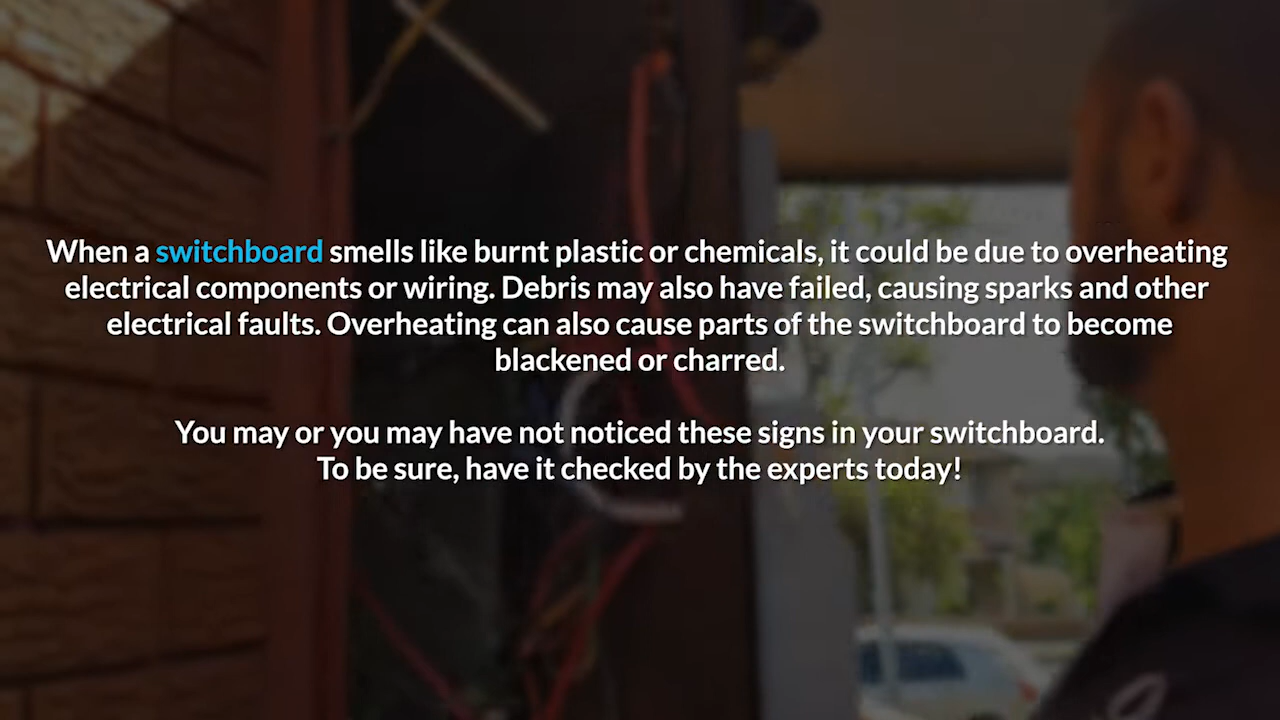 When a switchboard smells like burnt plastic or chemicals, it could be due to overheating
electrical components or wiring. Debris may also have failed, causing sparks and other
electrical faults. Overheating can also cause parts of the switchboard to become
blackened or charred.
You may or you may have not noticed these signs in your switchboard.
To be sure, have it checked by the experts today!